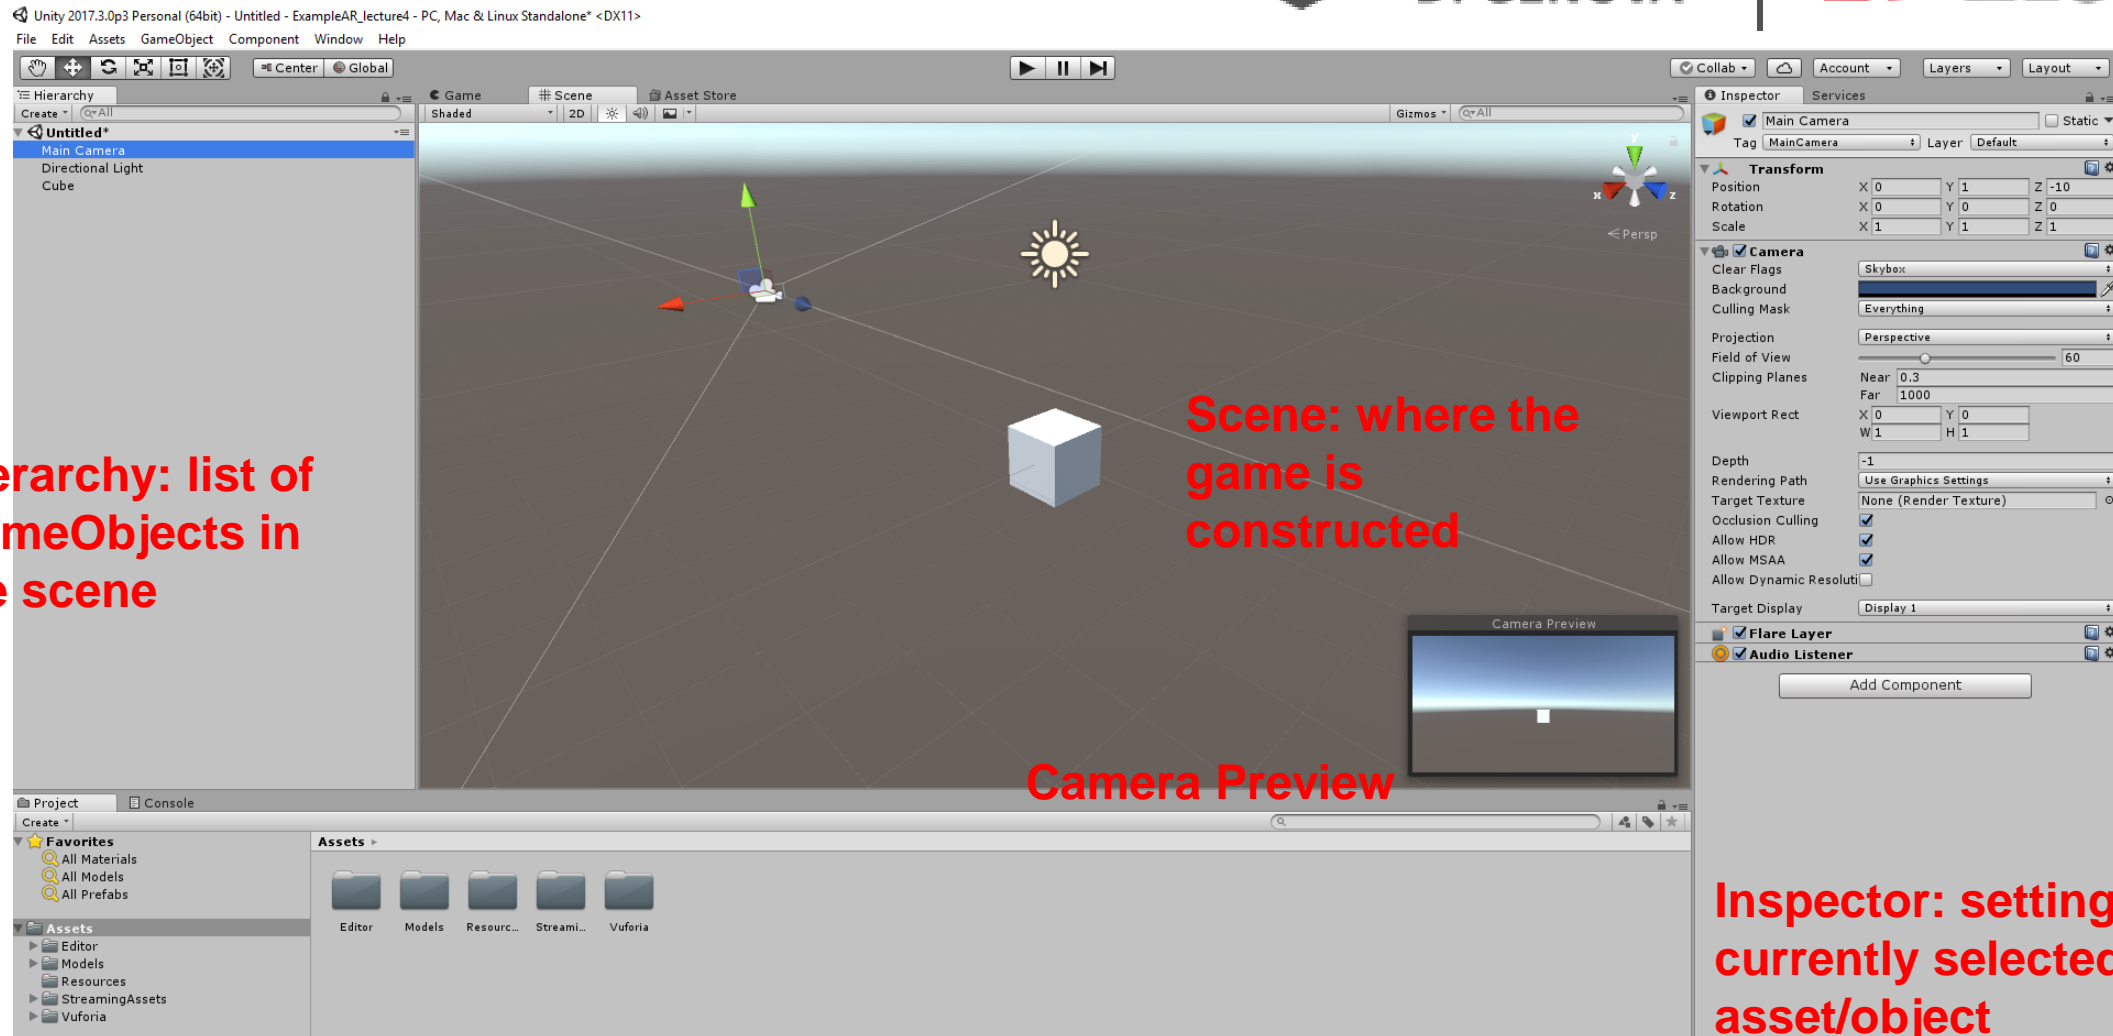 Unity 2017.3.0p3 Personal (64bit) - Untitled - ExampleAR_lecture4 - PC, Mac & Linux Standalone* <DX11>
File Edit Assets GameObject Component Window Help
Center Global
Collab Account Layers Layout
Hierarchy
Create All
Untitled*
Main Camera
Directional Light
Cube
erarchy: list of
meObjects in
e scene
Game Scene Asset Store
Shaded 2D Gizmos All
y
x z
Persp
Scene: where the
game is
constructed
Camera Preview
Camera Preview
Inspector Services
Main Camera Static
Tag MainCamera Layer Default
Transform
Position X 0 Y 1 Z -10
Rotation X 0 Y 0 Z 0
Scale X 1 Y 1 Z 1
Camera
Clear Flags Skybox
Background
Culling Mask Everything
Projection Perspective
Field of View 60
Clipping Planes Near 0.3
Far 1000
Viewport Rect X 0 Y 0
W 1 H 1
Depth -1
Rendering Path Use Graphics Settings
Target Texture None (Render Texture)
Occlusion Culling
Allow HDR
Allow MSAA
Allow Dynamic Resoluti
Target Display Display 1
Flare Layer
Audio Listener
Add Component
Inspector: setting
currently selected
asset/object
Project Console
Create
Favorites
All Materials
All Models
All Prefabs
Assets
Editor
Models
Resources
StreamingAssets
Vuforia
Assets
Editor Models Resourc... Streami... Vuforia